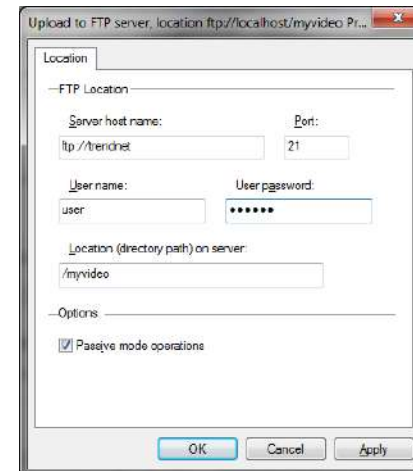 Upload to FTP server, location ftp://localhost/myvideo Pr...
Location
FTP Location
Server host name: Port:
ftp://trendnet 21
User name: User password:
user ••••••
Location (directory path) on server:
/myvideo
Options
Passive mode operations
OK Cancel Apply